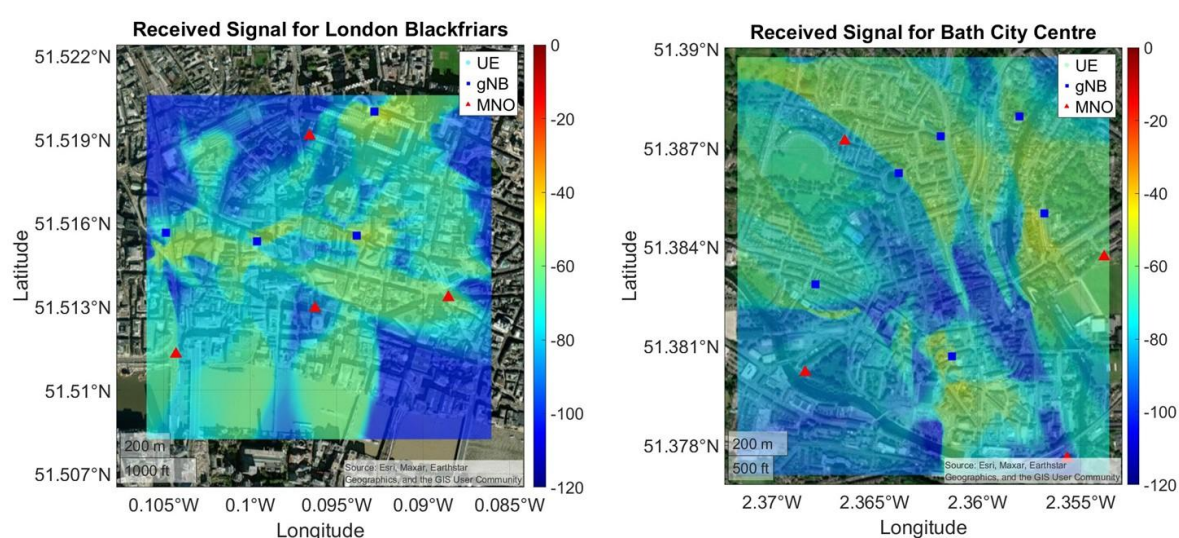 Received Signal for London Blackfriars
51.522°N
51.519°N
51.516°N
51.513°N
51.51°N
51.507°N
Latitude
UE
gNB
MNO
200 m
1000 ft
Source: Esri, Maxar, Earthstar
Geographics, and the GIS User Community
0.105°W 0.1°W 0.095°W 0.09°W 0.085°W
Longitude
0
-20
-40
-60
-80
-100
-120
Received Signal for Bath City Centre
51.39°N
51.387°N
51.384°N
51.381°N
51.378°N
Latitude
UE
gNB
MNO
200 m
500 ft
Source: Esri, Maxar, Earthstar
Geographics, and the GIS User Community
2.37°W 2.365°W 2.36°W 2.355°W
Longitude
0
-20
-40
-60
-80
-100
-120